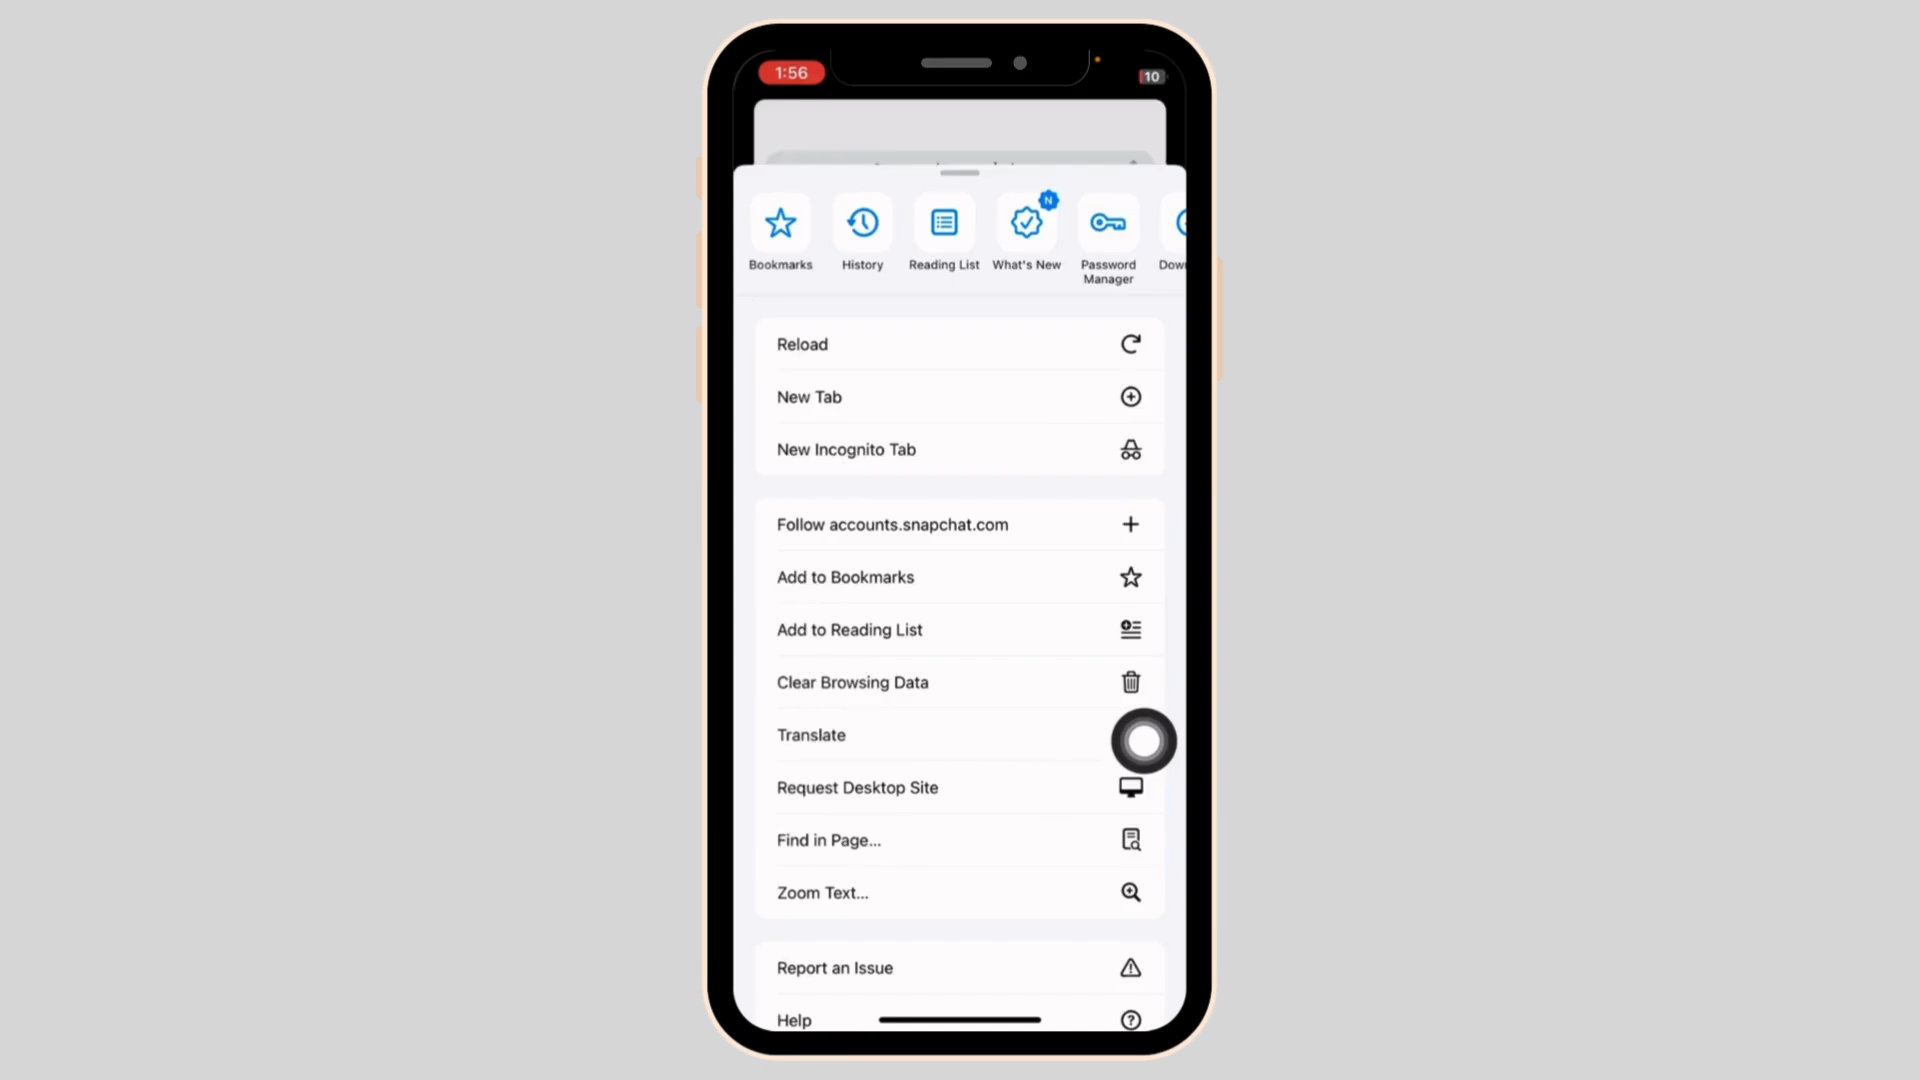 1:56
10
N
Bookmarks
History
Reading List
What's New
Password
Manager
Reload
New Tab
New Incognito Tab
Follow accounts.snapchat.com
Add to Bookmarks
Add to Reading List
Clear Browsing Data
Translate
Request Desktop Site
Find in Page...
Zoom Text...
Report an Issue
Help